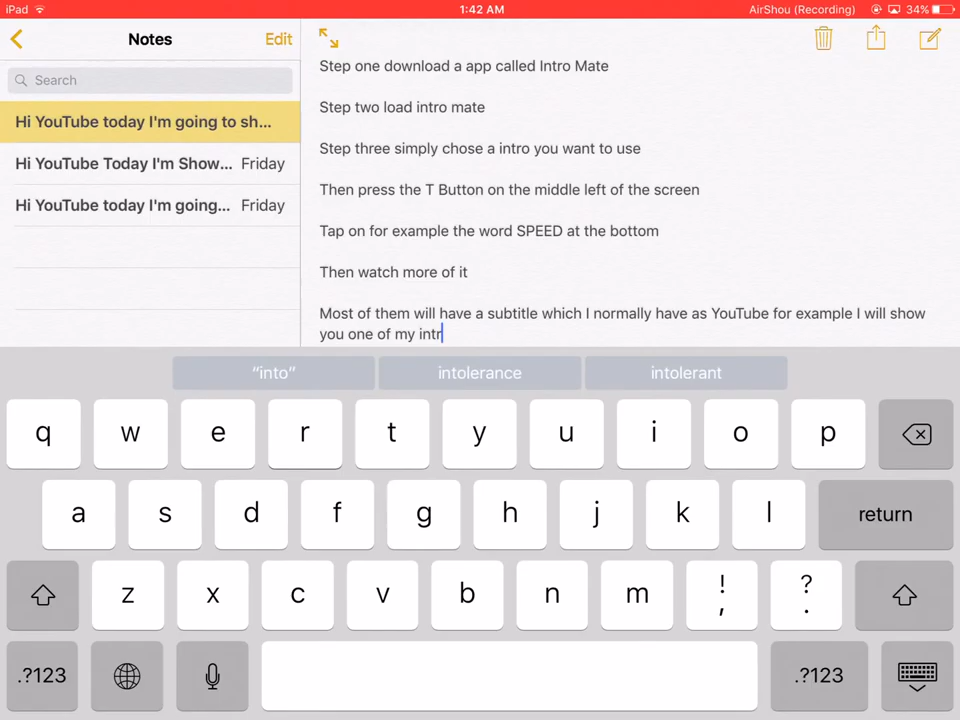 iPad 1:42 AM AirShou (Recording) 34%
Notes Edit
Search
Hi YouTube today I'm going to sh...
Hi YouTube Today I'm Show... Friday
Hi YouTube today I'm going... Friday
Step one download a app called Intro Mate
Step two load intro mate
Step three simply chose a intro you want to use
Then press the T Button on the middle left of the screen
Tap on for example the word SPEED at the bottom
Then watch more of it
Most of them will have a subtitle which I normally have as YouTube for example I will show
you one of my intr
“into” intolerance intolerant
q w e r t y u i o p
a s d f g h j k l return
z x c v b n m ! , ? .
.?123 .?123